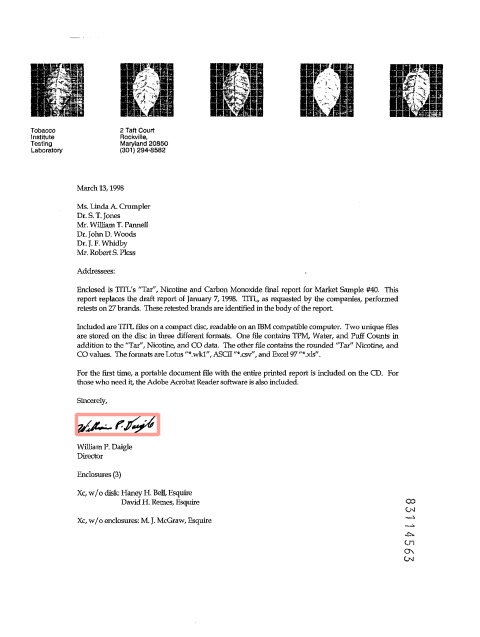 Tobacco
Institute
Testing
Laboratory
2 Taft Court
Rockville,
Maryland 20850
(301) 294-8582
March 13, 1998
Ms. Linda A. Crumpler
Dr. S. T. Jones
Mr. William T. Pannell
Dr. John D. Woods
Dr. J. F. Whidby
Mr. Robert S. Pless
Addressees:
Enclosed is TITL's "Tar", Nicotine and Carbon Monoxide final report for Market Sample #40. This
report replaces the draft report of January 7, 1998. TITL, as requested by the companies, performed
retests on 27 brands. These retested brands are identified in the body of the report.
Included are TITL files on a compact disc, readable on an IBM compatible computer. Two unique files
are stored on the disc in three different formats. One file contains TPM, Water, and Puff Counts in
addition to the "Tar", Nicotine, and CO data. The other file contains the rounded "Tar" Nicotine, and
CO values. The formats are Lotus "*.wk1", ASCII "*.csv", and Excel 97 "*.xls".
For the first time, a portable document file with the entire printed report is included on the CD. For
those who need it, the Adobe Acrobat Reader software is also included.
Sincerely,
William P. Daigle
William P. Daigle
Director
Enclosures (3)
Xc, w/o disk: Haney H. Bell, Esquire
David H. Remes, Esquire
Xc, w/o enclosures: M. J. McGraw, Esquire
83114563